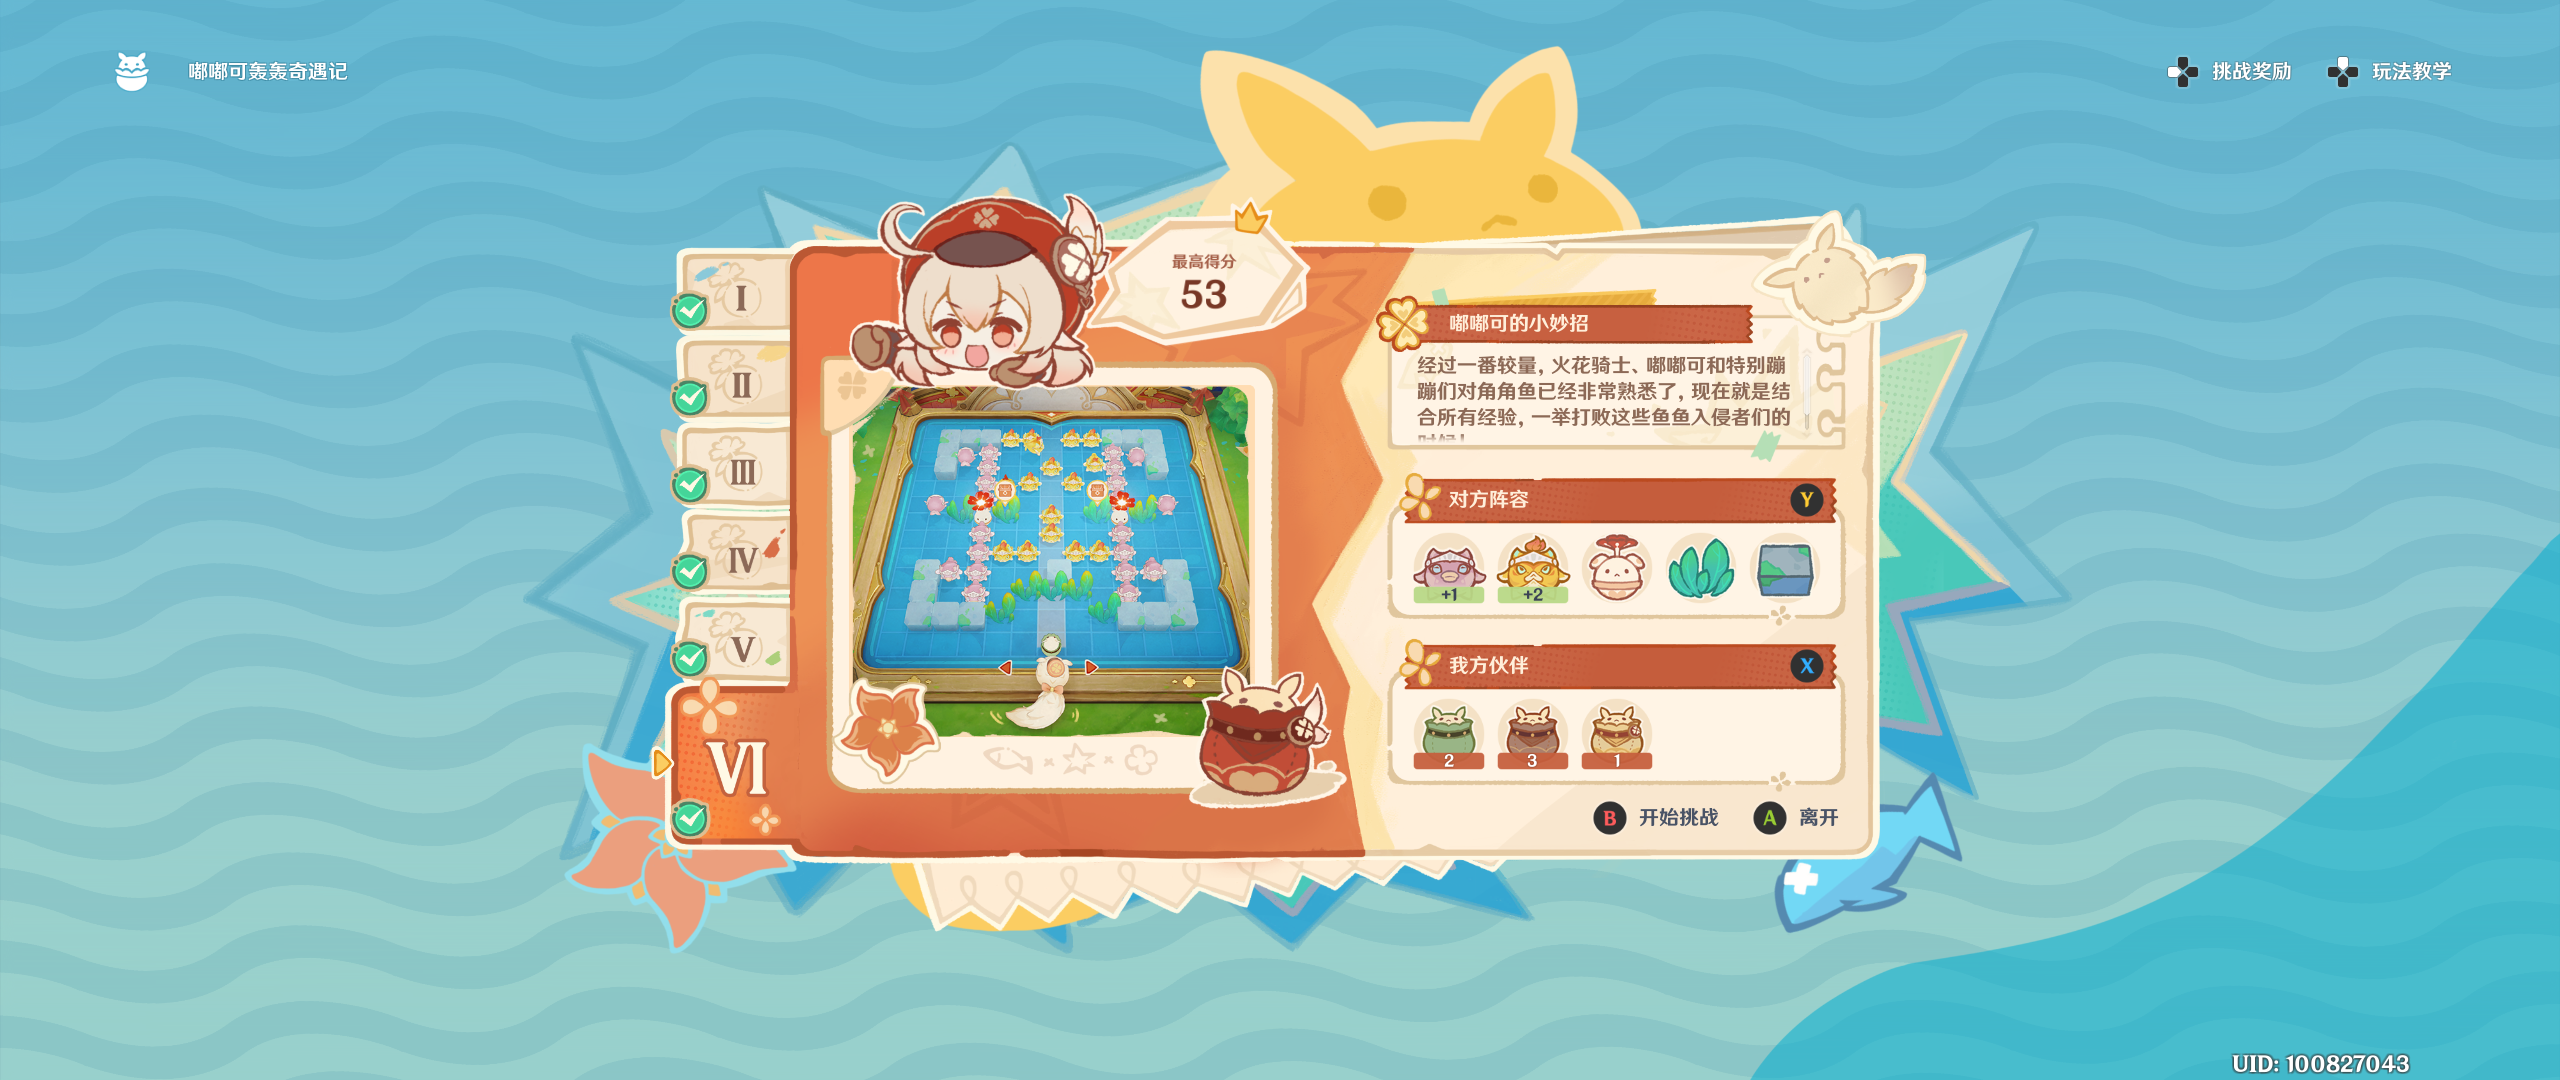 嘟嘟可轰轰奇遇记
挑战奖励
玩法教学
最高得分
53
I
II
III
IV
V
VI
嘟嘟可的小妙招
经过一番较量，火花骑士、嘟嘟可和特别蹦
蹦们对角角鱼已经非常熟悉了，现在就是结
合所有经验，一举打败这些鱼鱼入侵者们的
对方阵容
Y
+1
+2
我方伙伴
X
2
3
1
B 开始挑战
A 离开
UID: 100827043